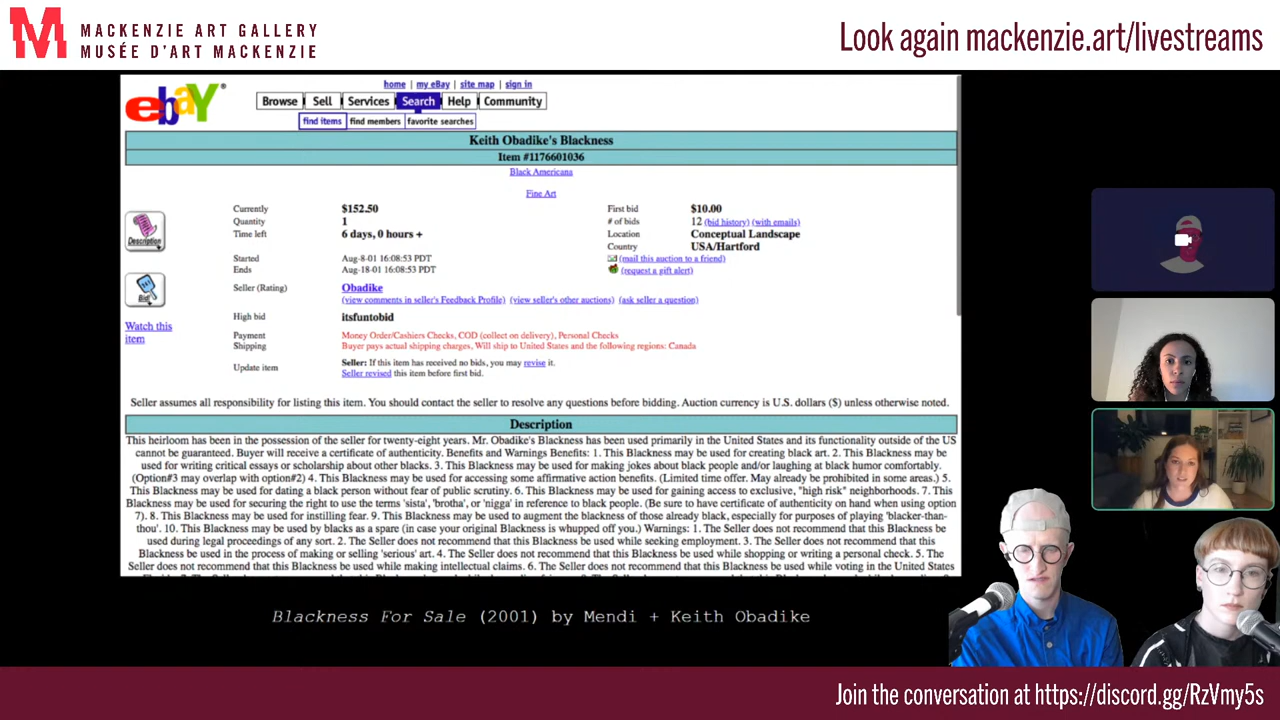 MACKENZIE ART GALLERY
MUSÉE D'ART MACKENZIE
Look again mackenzie.art/livestreams
ebaY®
home | my eBay | site map | sign in
Browse Sell Services Search Help Community
find items find members favorite searches
Keith Obadike's Blackness
Item #1176601036
Black Americana
Fine Art
Description
Bid
Watch this
item
Currently $152.50 First bid $10.00
Quantity 1 # of bids 12 (bid history) (with emails)
Time left 6 days, 0 hours + Location Conceptual Landscape
Country USA/Hartford
Started Aug-8-01 16:08:53 PDT (mail this auction to a friend)
Ends Aug-18-01 16:08:53 PDT (request a gift alert)
Seller (Rating) Obadike
(view comments in seller's Feedback Profile) (view seller's other auctions) (ask seller a question)
High bid itsfuntobid
Payment Money Order/Cashiers Checks, COD (collect on delivery), Personal Checks
Shipping Buyer pays actual shipping charges, Will ship to United States and the following regions: Canada
Update item Seller: If this item has received no bids, you may revise it.
Seller revised this item before first bid.
Seller assumes all responsibility for listing this item. You should contact the seller to resolve any questions before bidding. Auction currency is U.S. dollars ($) unless otherwise noted.
Description
This heirloom has been in the possession of the seller for twenty-eight years. Mr. Obadike's Blackness has been used primarily in the United States and its functionality outside of the US
cannot be guaranteed. Buyer will receive a certificate of authenticity. Benefits and Warnings Benefits: 1. This Blackness may be used for creating black art. 2. This Blackness may be
used for writing critical essays or scholarship about other blacks. 3. This Blackness may be used for making jokes about black people and/or laughing at black humor comfortably.
(Option#3 may overlap with option#2) 4. This Blackness may be used for accessing some affirmative action benefits. (Limited time offer. May already be prohibited in some areas.) 5.
This Blackness may be used for dating a black person without fear of public scrutiny. 6. This Blackness may be used for gaining access to exclusive, "high risk" neighborhoods. 7. This
Blackness may be used for securing the right to use the terms 'sista', 'brotha', or 'nigga' in reference to black people. (Be sure to have certificate of authenticity on hand when using option
7). 8. This Blackness may be used for instilling fear. 9. This Blackness may be used to augment the blackness of those already black, especially for purposes of playing 'blacker-than-
thou'. 10. This Blackness may be used by blacks as a spare (in case your original Blackness is whupped off you.) Warnings: 1. The Seller does not recommend that this Blackness be
used during legal proceedings of any sort. 2. The Seller does not recommend that this Blackness be used while seeking employment. 3. The Seller does not recommend that this
Blackness be used in the process of making or selling 'serious' art. 4. The Seller does not recommend that this Blackness be used while shopping or writing a personal check. 5. The
Seller does not recommend that this Blackness be used while making intellectual claims. 6. The Seller does not recommend that this Blackness be used while voting in the United States
Blackness For Sale (2001) by Mendi + Keith Obadike
Join the conversation at https://discord.gg/RzVmy5s